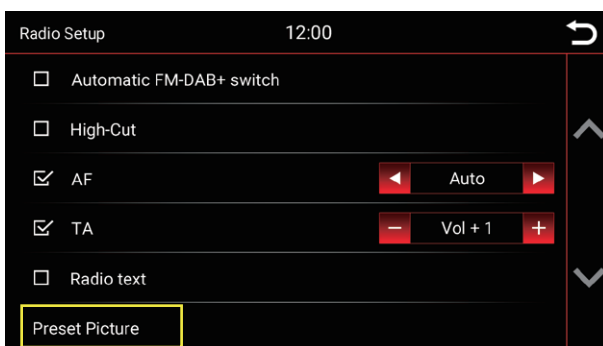 Radio Setup 12:00
Automatic FM-DAB+ switch
High-Cut
AF Auto
TA − Vol + 1 +
Radio text
Preset Picture